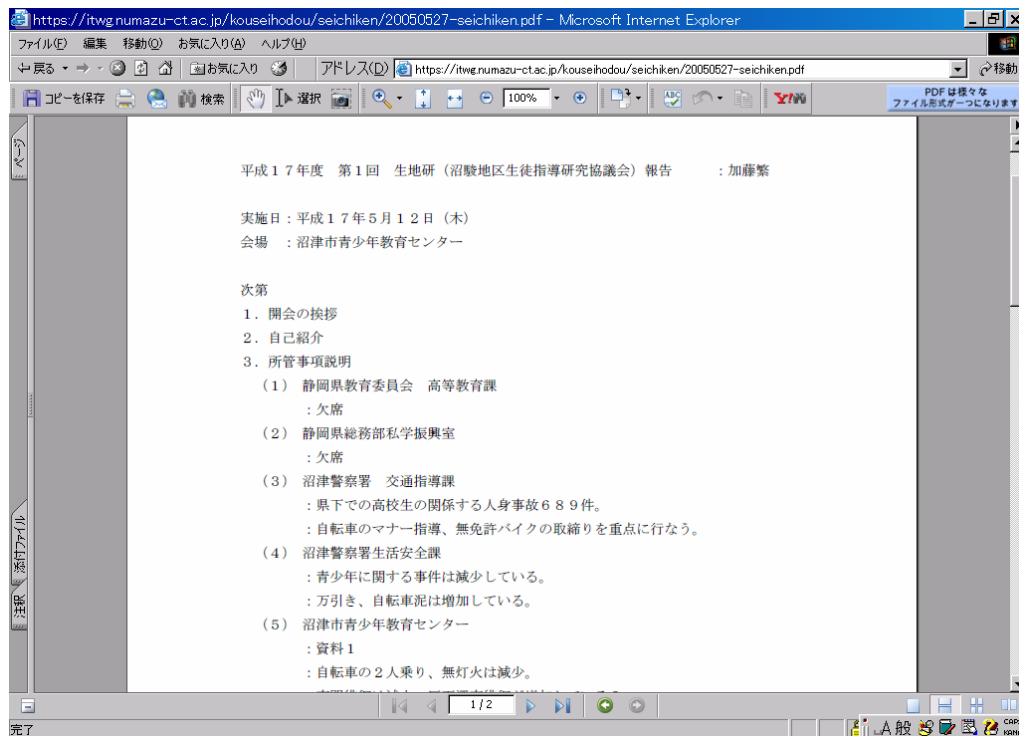 https://itwg.numazu-ct.ac.jp/kouseihodou/seichiken/20050527-seichiken.pdf - Microsoft Internet Explorer
ファイル(F) 編集 移動(O) お気に入り(A) ヘルプ(H)
戻る お気に入り アドレス(D) https://itwg.numazu-ct.ac.jp/kouseihodou/seichiken/20050527-seichiken.pdf 移動
コピーを保存 検索 選択 100% Y! PDF は様々な
ファイル形式が一つになります
ページ
平成17年度 第1回 生地研(沼駿地区生徒指導研究協議会)報告 :加藤繁
実施日:平成17年5月12日(木)
会場 :沼津市青少年教育センター
次第
1.開会の挨拶
2.自己紹介
3.所管事項説明
(1) 静岡県教育委員会 高等教育課
:欠席
(2) 静岡県総務部私学振興室
:欠席
(3) 沼津警察署 交通指導課
:県下での高校生の関係する人身事故689件。
:自転車のマナー指導、無免許バイクの取締りを重点に行なう。
(4) 沼津警察署生活安全課
:青少年に関する事件は減少している。
:万引き、自転車泥は増加している。
(5) 沼津市青少年教育センター
:資料1
:自転車の2人乗り、無灯火は減少。
添付ファイル
注釈
1/2
完了
A 般 CAPS
KANA